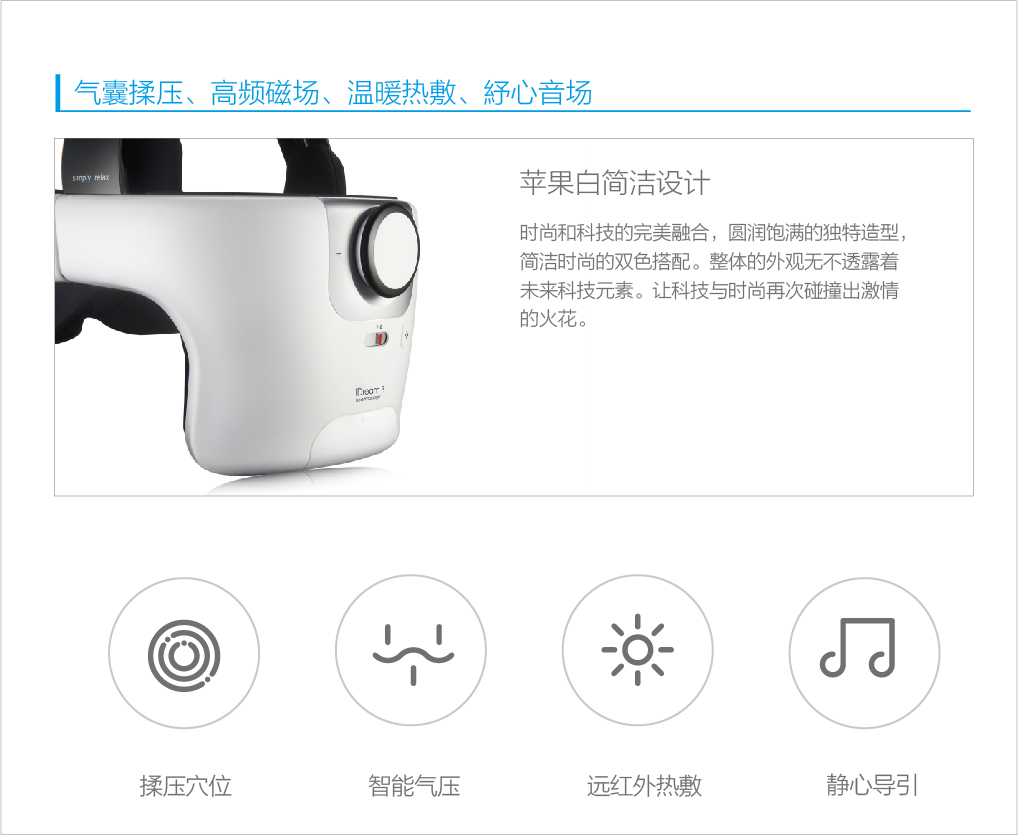 气囊揉压、高频磁场、温暖热敷、紓心音场
simply relax
苹果白简洁设计
时尚和科技的完美融合，圆润饱满的独特造型，
简洁时尚的双色搭配。整体的外观无不透露着
未来科技元素。让科技与时尚再次碰撞出激情
的火花。
iDream
揉压穴位
智能气压
远红外热敷
静心导引